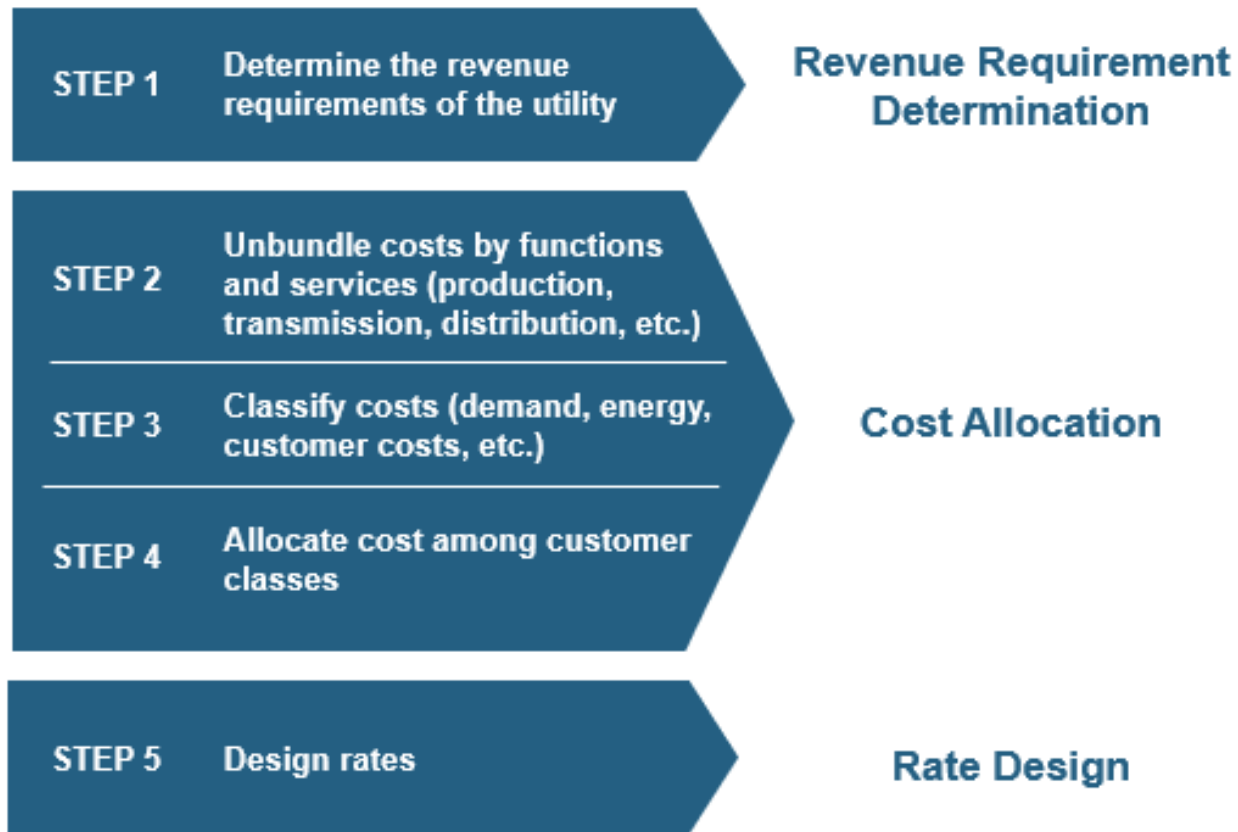 STEP 1
Determine the revenue
requirements of the utility
Revenue Requirement
Determination
STEP 2
Unbundle costs by functions
and services (production,
transmission, distribution, etc.)
STEP 3
Classify costs (demand, energy,
customer costs, etc.)
Cost Allocation
STEP 4
Allocate cost among customer
classes
STEP 5
Design rates
Rate Design